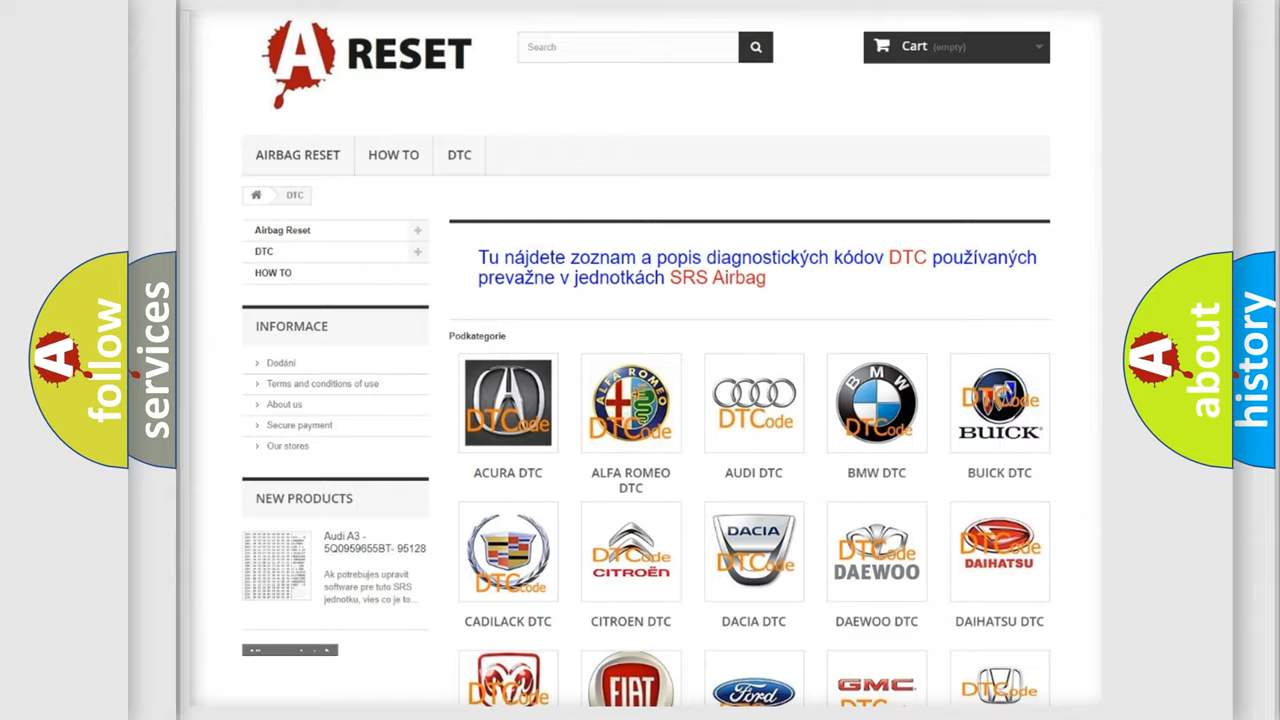 A RESET
Search
Cart (empty)
AIRBAG RESET
HOW TO
DTC
DTC
Airbag Reset
DTC
HOW TO
INFORMACE
Dodání
Terms and conditions of use
About us
Secure payment
Our stores
NEW PRODUCTS
Audi A3 -
5Q0959655BT- 95128
Ak potrebujes upravit
software pre tuto SRS
jednotku, vies co je to...
Tu nájdete zoznam a popis diagnostických kódov DTC používaných
prevažne v jednotkách SRS Airbag
Podkategorie
DTCode
ALFA ROMEO
DTCode
DTCode
BMW
DTCode
DTCode
BUICK
ACURA DTC
ALFA ROMEO
DTC
AUDI DTC
BMW DTC
BUICK DTC
DTCode
DTCode
CITROËN
DACIA
DTCode
DTCode
DAEWOO
DTCode
DAIHATSU
CADILACK DTC
CITROEN DTC
DACIA DTC
DAEWOO DTC
DAIHATSU DTC
DTCode
FIAT
Ford
GMC
DTCode
A follow
services
A about
history